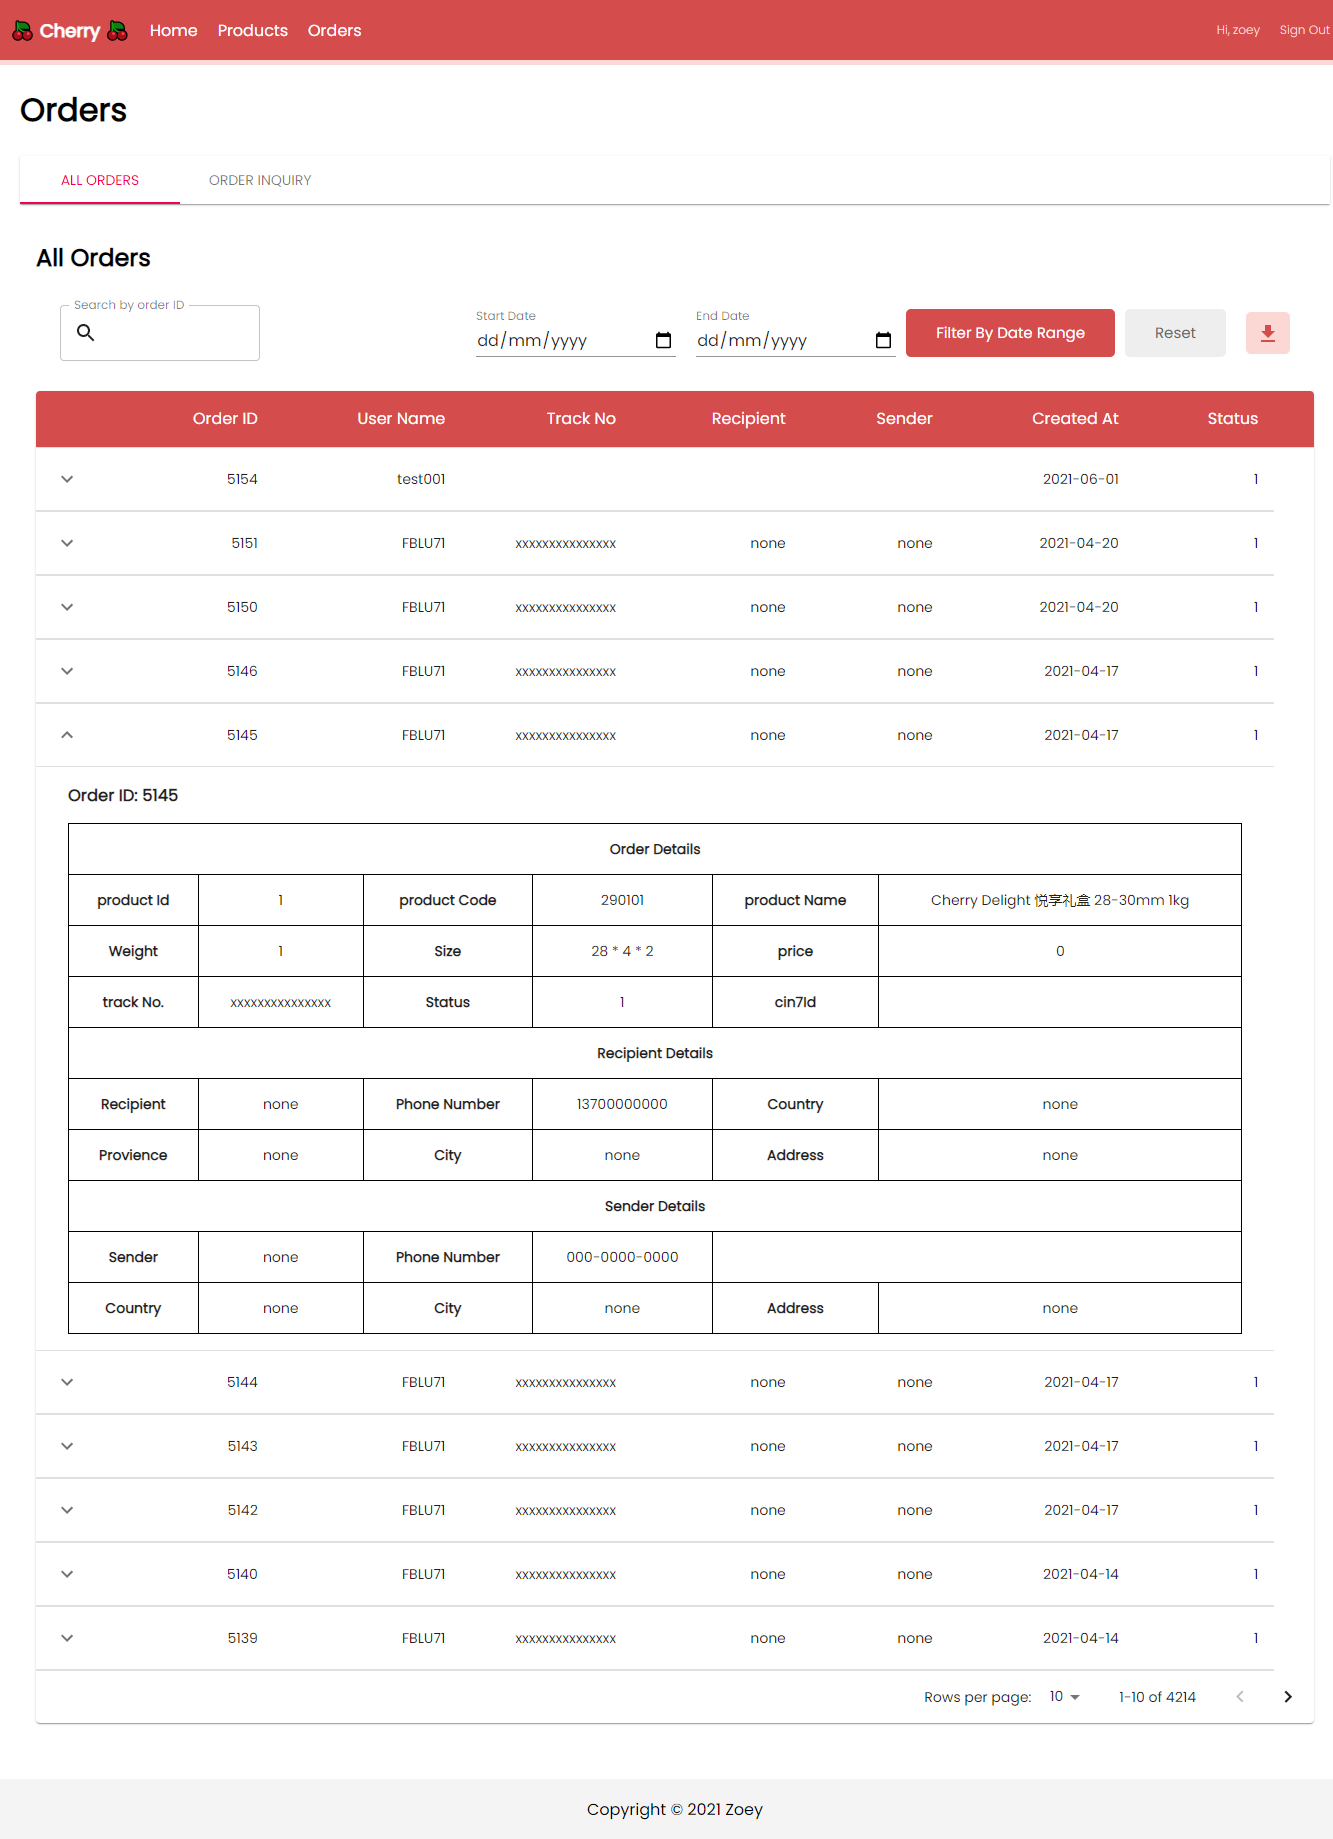 Cherry Home Products Orders Hi, zoey Sign Out
Orders
ALL ORDERS ORDER INQUIRY
All Orders
Search by order ID
Start Date End Date
dd/mm/yyyy dd/mm/yyyy Filter By Date Range Reset
Order ID User Name Track No Recipient Sender Created At Status
5154 test001 2021-06-01 1
5151 FBLU71 xxxxxxxxxxxxxxx none none 2021-04-20 1
5150 FBLU71 xxxxxxxxxxxxxxx none none 2021-04-20 1
5146 FBLU71 xxxxxxxxxxxxxxx none none 2021-04-17 1
5145 FBLU71 xxxxxxxxxxxxxxx none none 2021-04-17 1
Order ID: 5145
Order Details
product Id 1 product Code 290101 product Name Cherry Delight 悦享礼盒 28-30mm 1kg
Weight 1 Size 28 * 4 * 2 price 0
track No. xxxxxxxxxxxxxxx Status 1 cin7Id
Recipient Details
Recipient none Phone Number 13700000000 Country none
Provience none City none Address none
Sender Details
Sender none Phone Number 000-0000-0000
Country none City none Address none
5144 FBLU71 xxxxxxxxxxxxxxx none none 2021-04-17 1
5143 FBLU71 xxxxxxxxxxxxxxx none none 2021-04-17 1
5142 FBLU71 xxxxxxxxxxxxxxx none none 2021-04-17 1
5140 FBLU71 xxxxxxxxxxxxxxx none none 2021-04-14 1
5139 FBLU71 xxxxxxxxxxxxxxx none none 2021-04-14 1
Rows per page: 10 1-10 of 4214
Copyright © 2021 Zoey